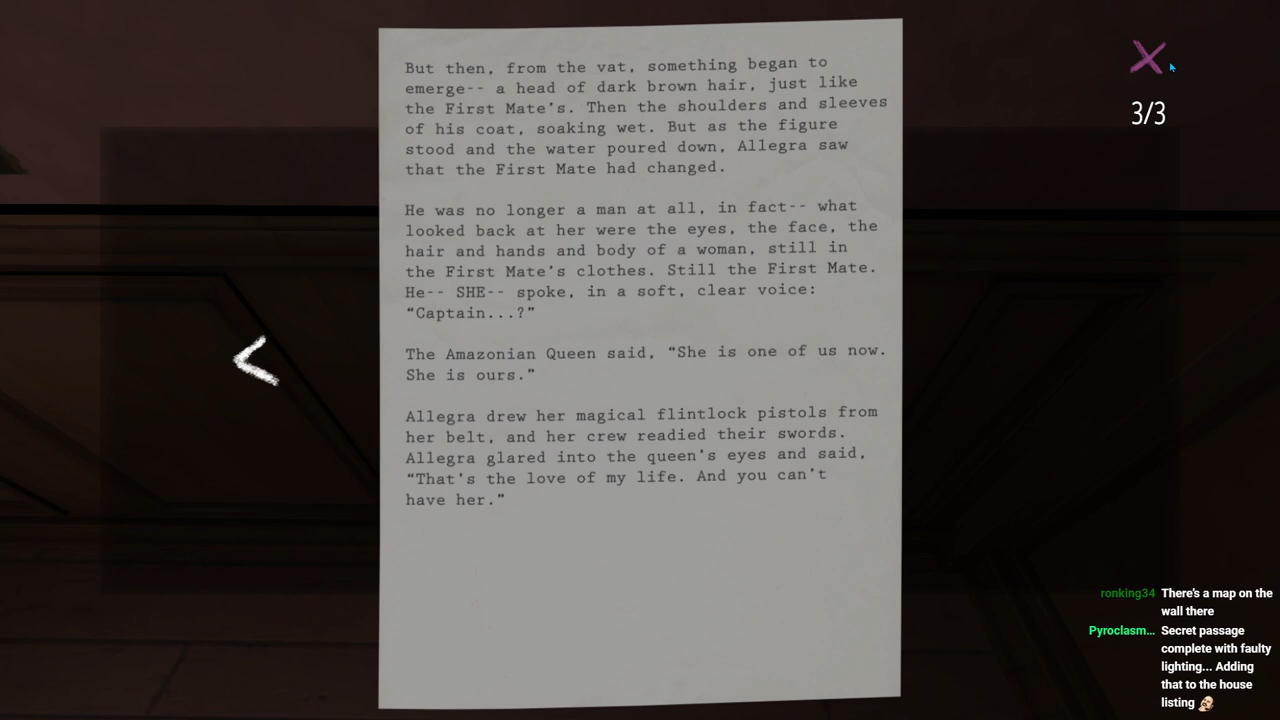 But then, from the vat, something began to
emerge-- a head of dark brown hair, just like
the First Mate's. Then the shoulders and sleeves
of his coat, soaking wet. But as the figure
stood and the water poured down, Allegra saw
that the First Mate had changed.
He was no longer a man at all, in fact-- what
looked back at her were the eyes, the face, the
hair and hands and body of a woman, still in
the First Mate's clothes. Still the First Mate.
He-- SHE-- spoke, in a soft, clear voice:
“Captain...?”
The Amazonian Queen said, “She is one of us now.
She is ours.”
Allegra drew her magical flintlock pistols from
her belt, and her crew readied their swords.
Allegra glared into the queen's eyes and said,
“That's the love of my life. And you can't
have her.”
3/3
ronking34 There's a map on the
wall there
Pyroclasm... Secret passage
complete with faulty
lighting... Adding
that to the house
listing